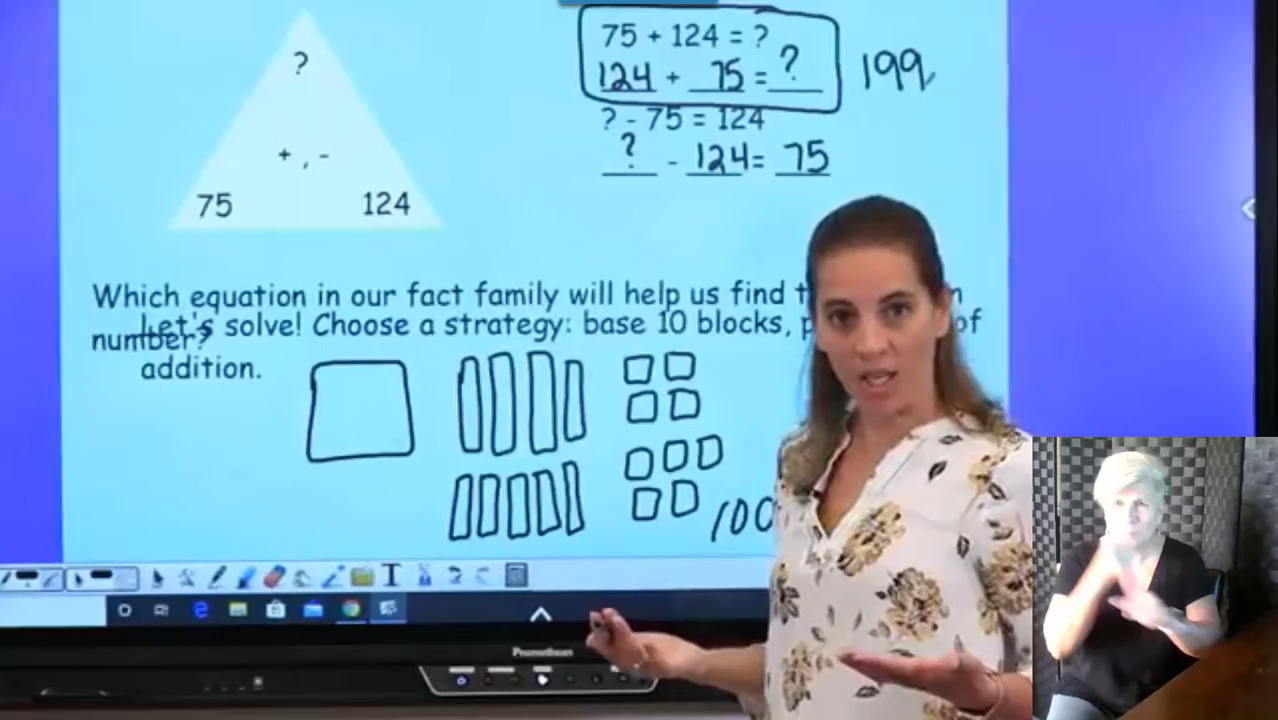 ?
+ , -
75 124
75 + 124 = ?
124 + 75 = ?
199
? - 75 = 124
? - 124 = 75
Which equation in our fact family will help us find
number?
Let's solve! Choose a strategy: base 10 blocks, of
addition.
100
T
Promethean